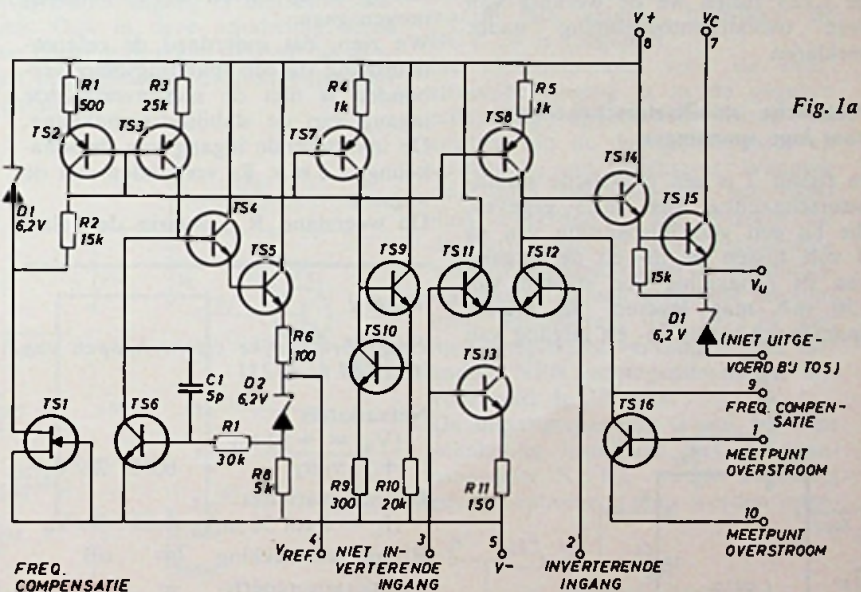 V+
8
VC
7
Fig. 1a
R1
500
R3
25k
R4
1k
R5
1k
TS2
TS3
TS7
TS8
TS14
TS4
TS15
D1
6,2V
R2
15k
TS5
TS9
TS11
TS12
15k
Vu
R6
100
TS10
TS13
D1
6,2V
(NIET UITGE-
VOERD BIJ TO5)
C1
5p
D2
6,2V
9
FREQ. COMPEN-
SATIE
TS1
TS6
TS16
1
MEETPUNT
OVERSTROOM
R1
30k
R8
5k
R9
300
R10
20k
R11
150
10
MEETPUNT
OVERSTROOM
4
3
5
2
VREF.
NIET IN-
VERTERENDE
INGANG
V-
INVERTERENDE
INGANG
FREQ.
COMPENSATIE